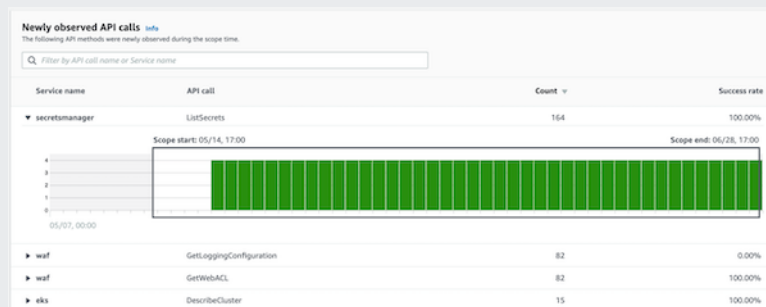 Newly observed API calls Info
The following API methods were newly observed during the scope time.
Filter by API call name or Service name
Service name API call Count Success rate
secretsmanager ListSecrets 164 100.00%
Scope start: 05/14, 17:00 Scope end: 06/28, 17:00
4
3
2
1
0
05/07, 00:00
waf GetLoggingConfiguration 82 0.00%
waf GetWebACL 82 100.00%
eks DescribeCluster 15 100.00%